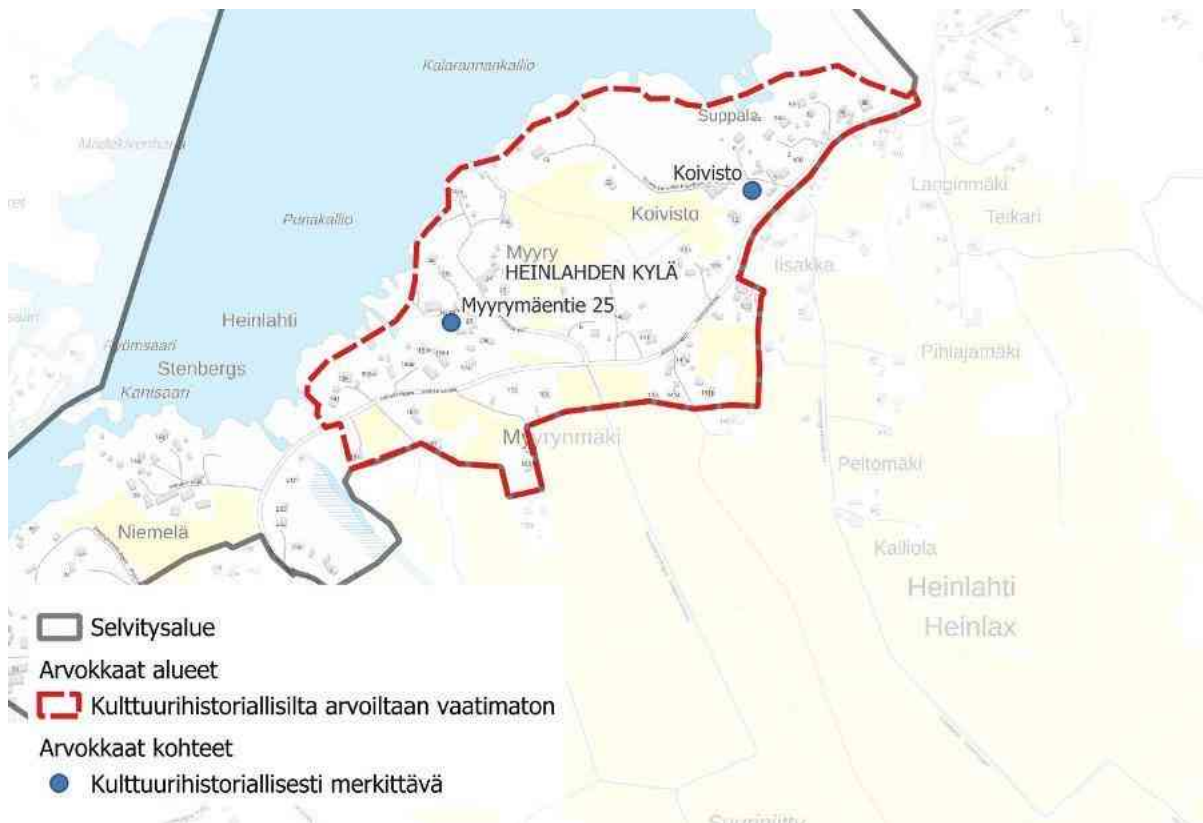 Kalarannankallio
Suppala
Koivisto
Langinmäki
Koivisto
Teikari
Punakallio
Myyry
HEINLAHDEN KYLÄ
Iisakka
Myyrymäentie 25
Heinlahti
Pihlajamäki
Stenbergs
Kanisaari
Myyrynmäki
Peltomäki
Niemelä
Kalliola
Heinlahti
Heinlax
Selvitysalue
Arvokkaat alueet
Kulttuurihistoriallisilta arvoiltaan vaatimaton
Arvokkaat kohteet
Kulttuurihistoriallisesti merkittävä